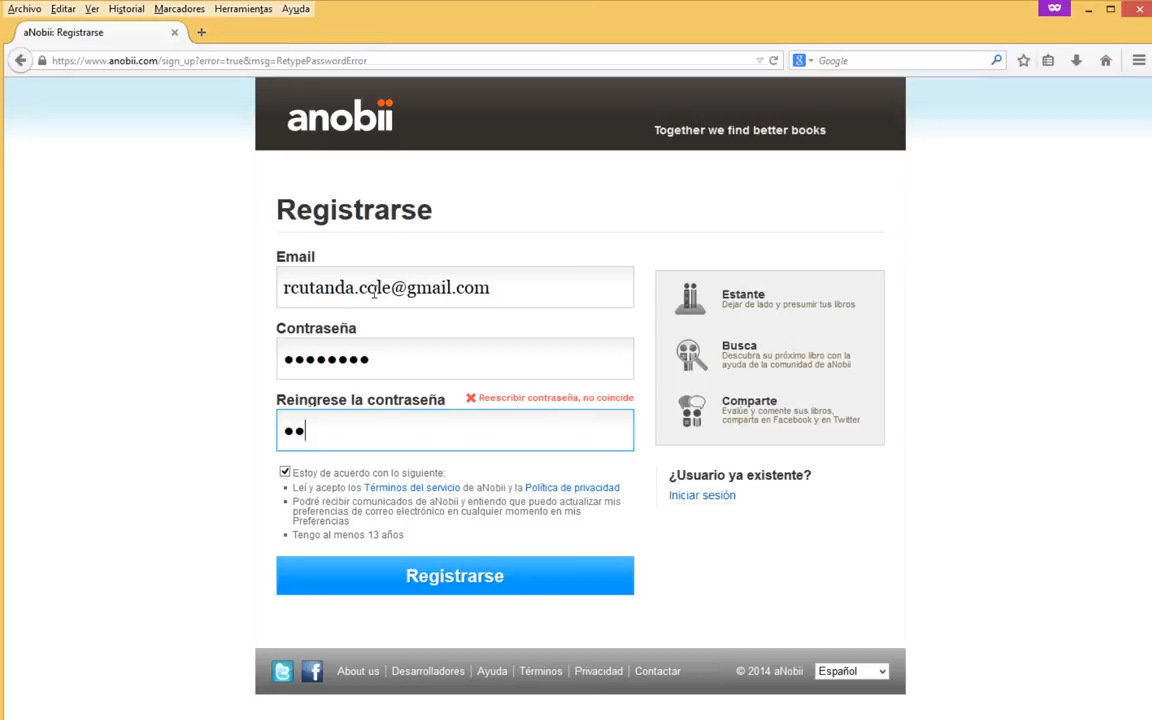 Archivo Editar Ver Historial Marcadores Herramientas Ayuda
aNobii: Registrarse
https://www.anobii.com/sign_up?error=true&msg=RetypePasswordError
Google
anobii
Together we find better books
Registrarse
Email
rcutanda.cole@gmail.com
Contraseña
Reingrese la contraseña
Reescribir contraseña, no coincide
Estoy de acuerdo con lo siguiente:
Leí y acepto los Términos del servicio de aNobii y la Política de privacidad
Podré recibir comunicados de aNobii y entiendo que puedo actualizar mis
preferencias de correo electrónico en cualquier momento en mis
Preferencias
Tengo al menos 13 años
Registrarse
Estante
Dejar de lado y presumir tus libros
Busca
Descubra su próximo libro con la
ayuda de la comunidad de aNobii
Comparte
Evalúe y comente sus libros,
comparta en Facebook y en Twitter
¿Usuario ya existente?
Iniciar sesión
About us Desarrolladores Ayuda Términos Privacidad Contactar
© 2014 aNobii
Español